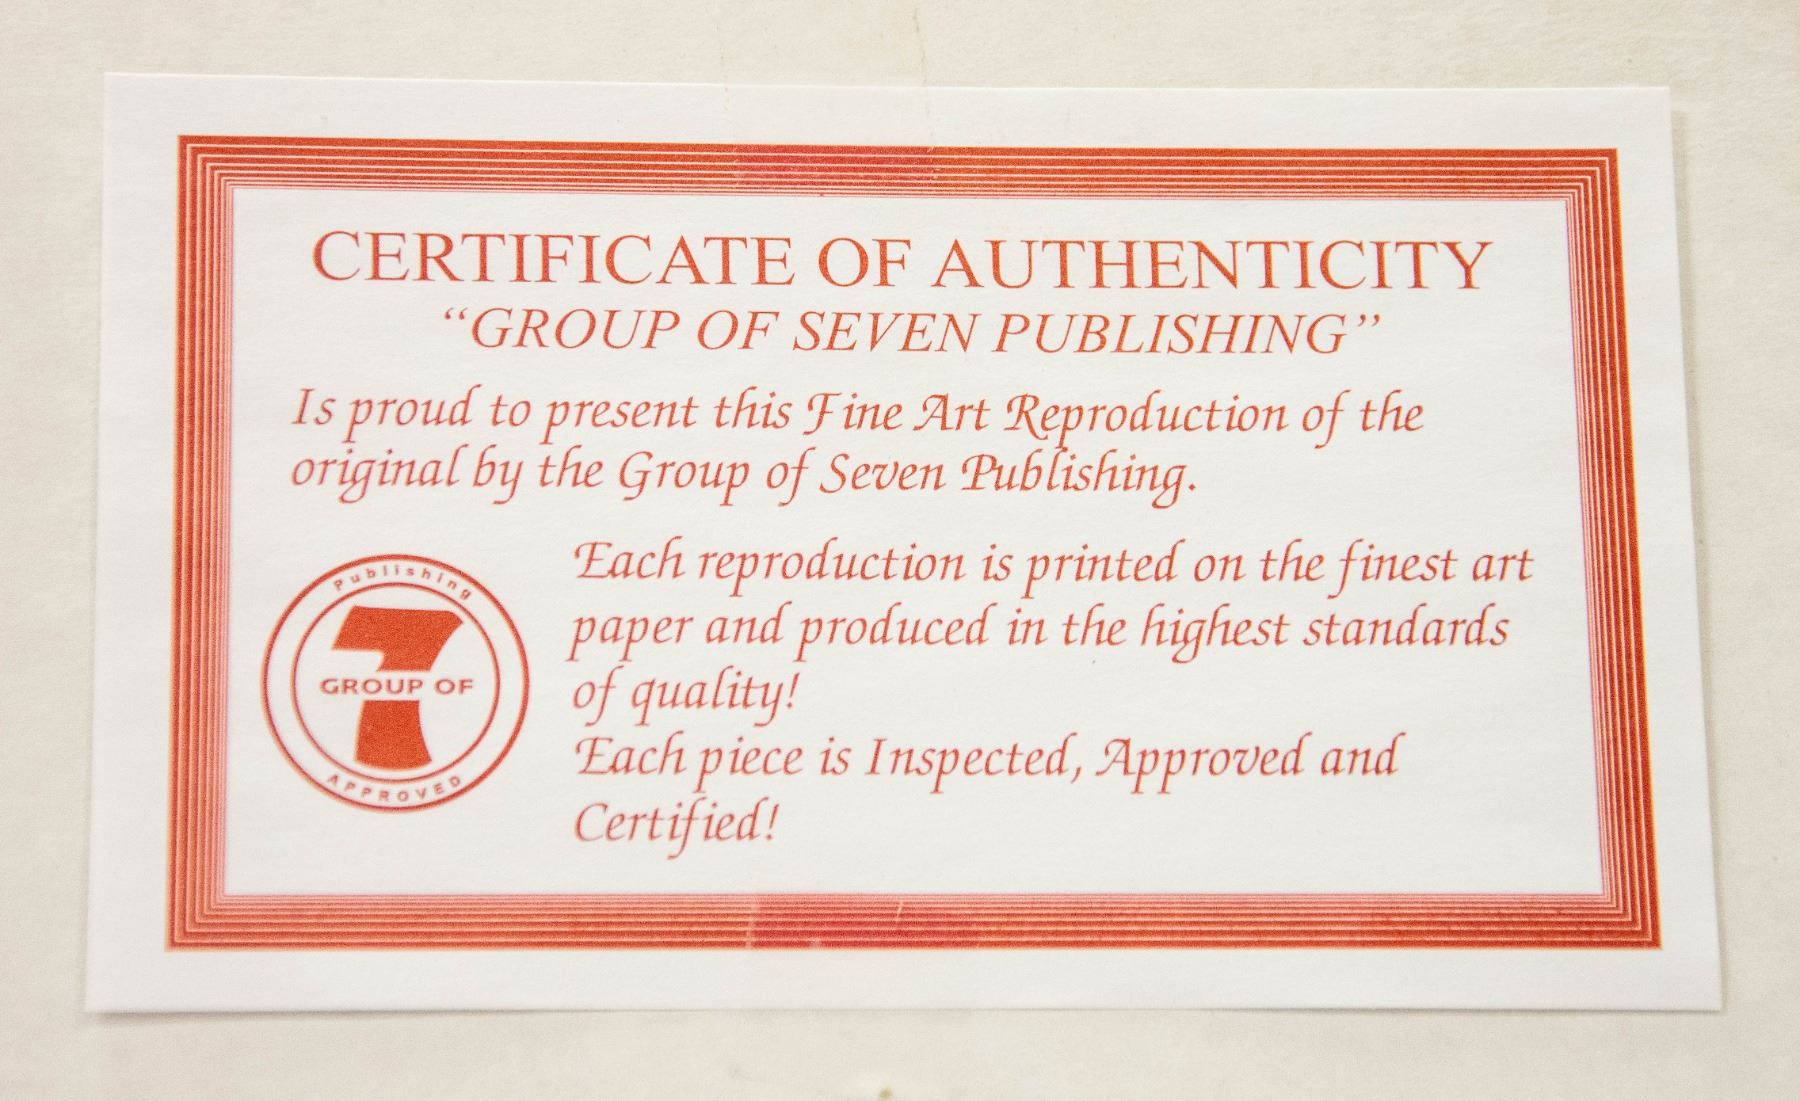 CERTIFICATE OF AUTHENTICITY
“GROUP OF SEVEN PUBLISHING”
Is proud to present this Fine Art Reproduction of the
original by the Group of Seven Publishing.
Each reproduction is printed on the finest art
paper and produced in the highest standards
of quality!
Each piece is Inspected, Approved and
Certified!
Publishing
7
GROUP OF
APPROVED